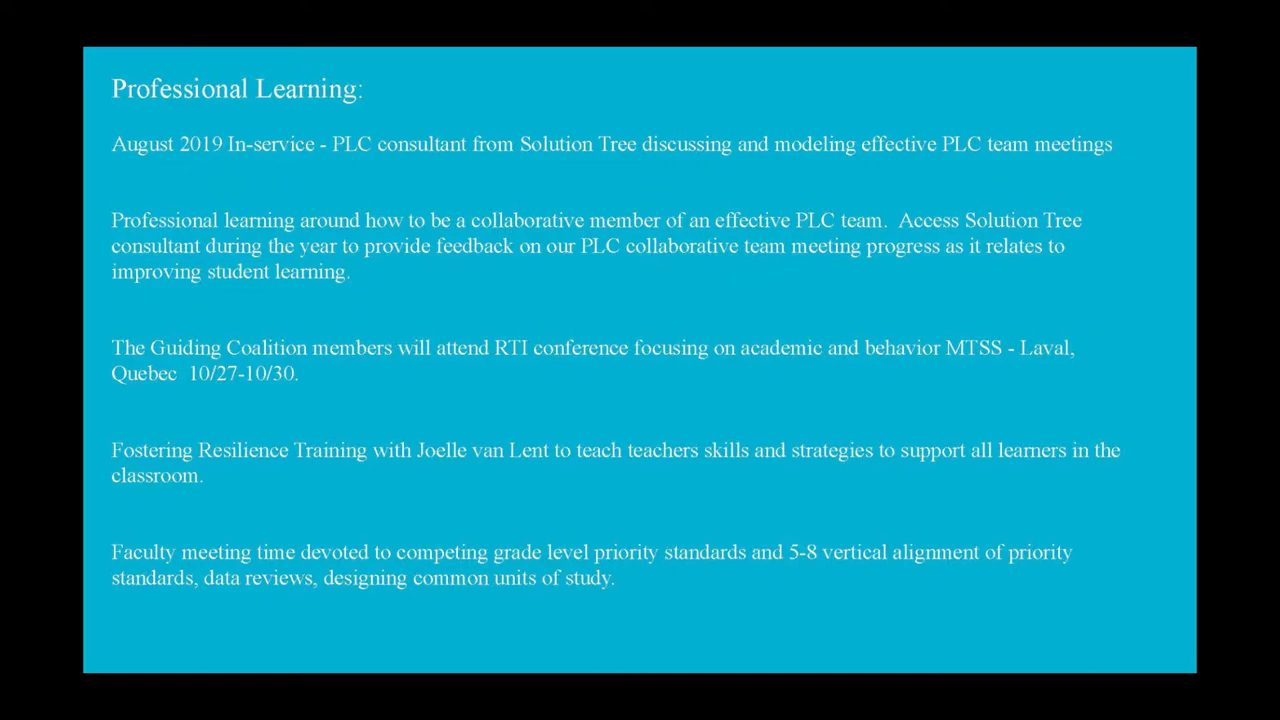 Professional Learning:
August 2019 In-service - PLC consultant from Solution Tree discussing and modeling effective PLC team meetings
Professional learning around how to be a collaborative member of an effective PLC team.  Access Solution Tree
consultant during the year to provide feedback on our PLC collaborative team meeting progress as it relates to
improving student learning.
The Guiding Coalition members will attend RTI conference focusing on academic and behavior MTSS - Laval,
Quebec  10/27-10/30.
Fostering Resilience Training with Joelle van Lent to teach teachers skills and strategies to support all learners in the
classroom.
Faculty meeting time devoted to competing grade level priority standards and 5-8 vertical alignment of priority
standards, data reviews, designing common units of study.